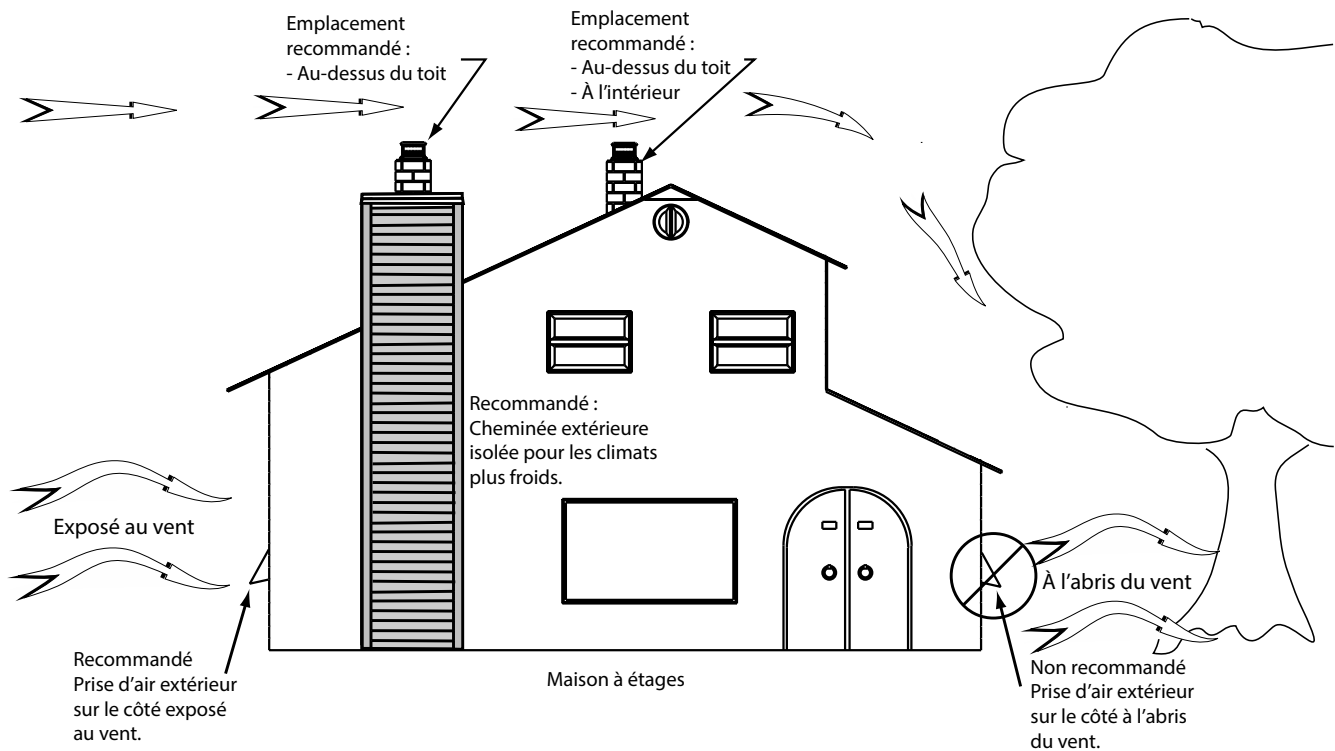 Emplacement
recommandé :
- Au-dessus du toit
Emplacement
recommandé :
- Au-dessus du toit
- À l'intérieur
Recommandé :
Cheminée extérieure
isolée pour les climats
plus froids.
Exposé au vent
À l'abris du vent
Recommandé
Prise d'air extérieur
sur le côté exposé
au vent.
Maison à étages
Non recommandé
Prise d'air extérieur
sur le côté à l'abris
du vent.